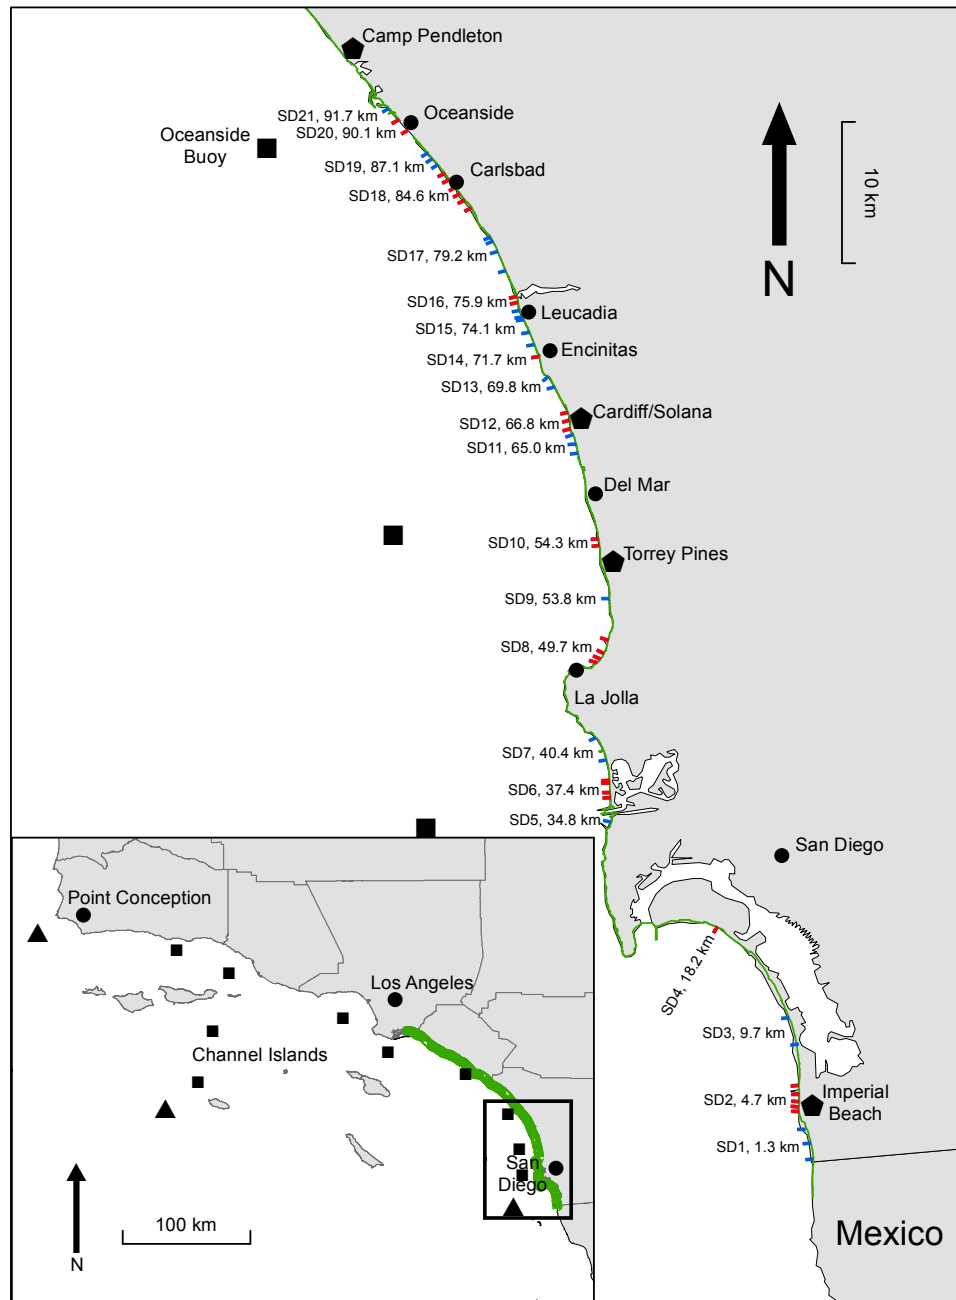 Camp Pendleton
SD21, 91.7 km
Oceanside
SD20, 90.1 km
Oceanside
Buoy
SD19, 87.1 km
Carlsbad
SD18, 84.6 km
10 km
N
SD17, 79.2 km
SD16, 75.9 km
Leucadia
SD15, 74.1 km
Encinitas
SD14, 71.7 km
SD13, 69.8 km
Cardiff/Solana
SD12, 66.8 km
SD11, 65.0 km
Del Mar
SD10, 54.3 km
Torrey Pines
SD9, 53.8 km
SD8, 49.7 km
La Jolla
SD7, 40.4 km
SD6, 37.4 km
SD5, 34.8 km
San Diego
SD4, 18.2 km
SD3, 9.7 km
Imperial
Beach
SD2, 4.7 km
SD1, 1.3 km
Mexico
Point Conception
Los Angeles
Channel Islands
San
Diego
100 km
N